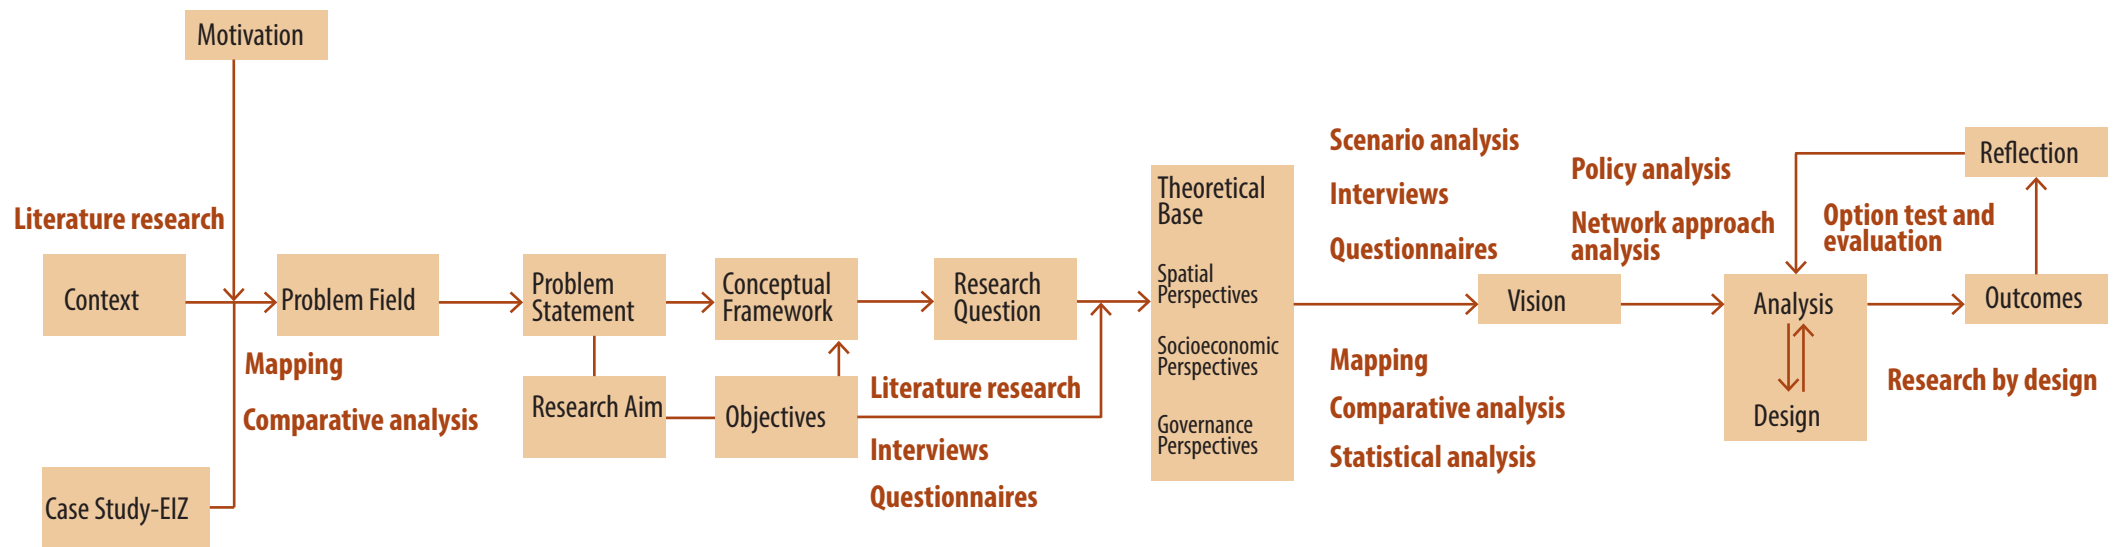 Motivation
Literature research
Context
Problem Field
Mapping
Comparative analysis
Case Study-EIZ
Problem
Statement
Research Aim
Conceptual
Framework
Objectives
Research
Question
Literature research
Interviews
Questionnaires
Theoretical
Base
Spatial
Perspectives
Socioeconomic
Perspectives
Governance
Perspectives
Scenario analysis
Interviews
Questionnaires
Mapping
Comparative analysis
Statistical analysis
Vision
Policy analysis
Network approach
analysis
Analysis
Design
Option test and
evaluation
Reflection
Outcomes
Research by design